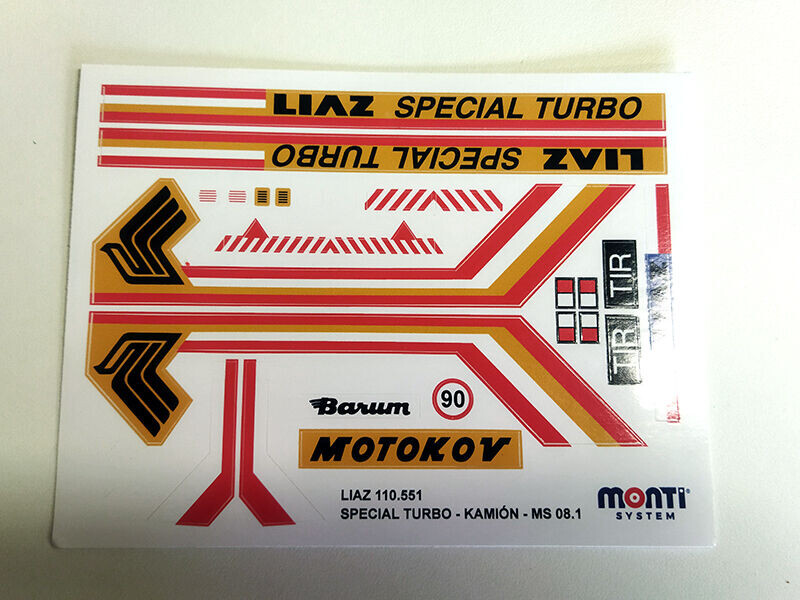 LIAZ SPECIAL TURBO
LIAZ SPECIAL TURBO
TIR
TIR
Barum
90
MOTOKOV
LIAZ 110.551
SPECIAL TURBO - KAMIÓN - MS 08.1
MONTI
SYSTEM